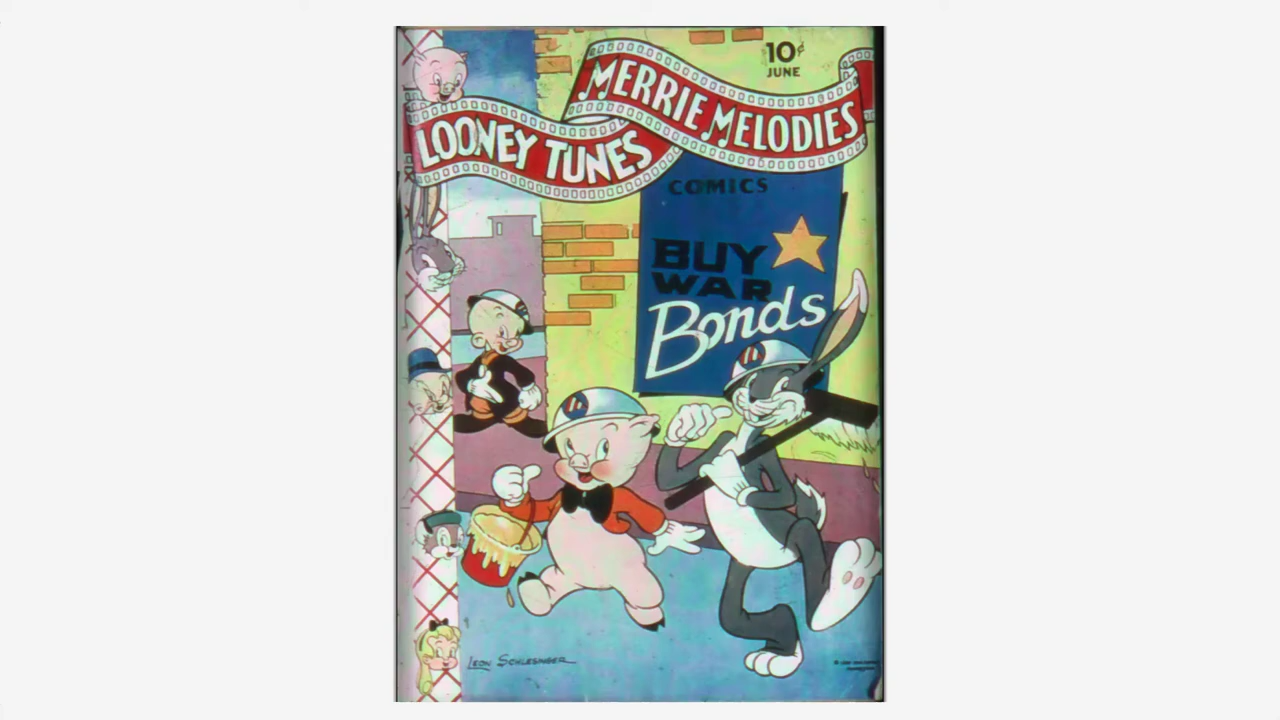 10¢
JUNE
MERRIE MELODIES
LOONEY TUNES
COMICS
BUY
WAR
Bonds
LEON SCHLESINGER